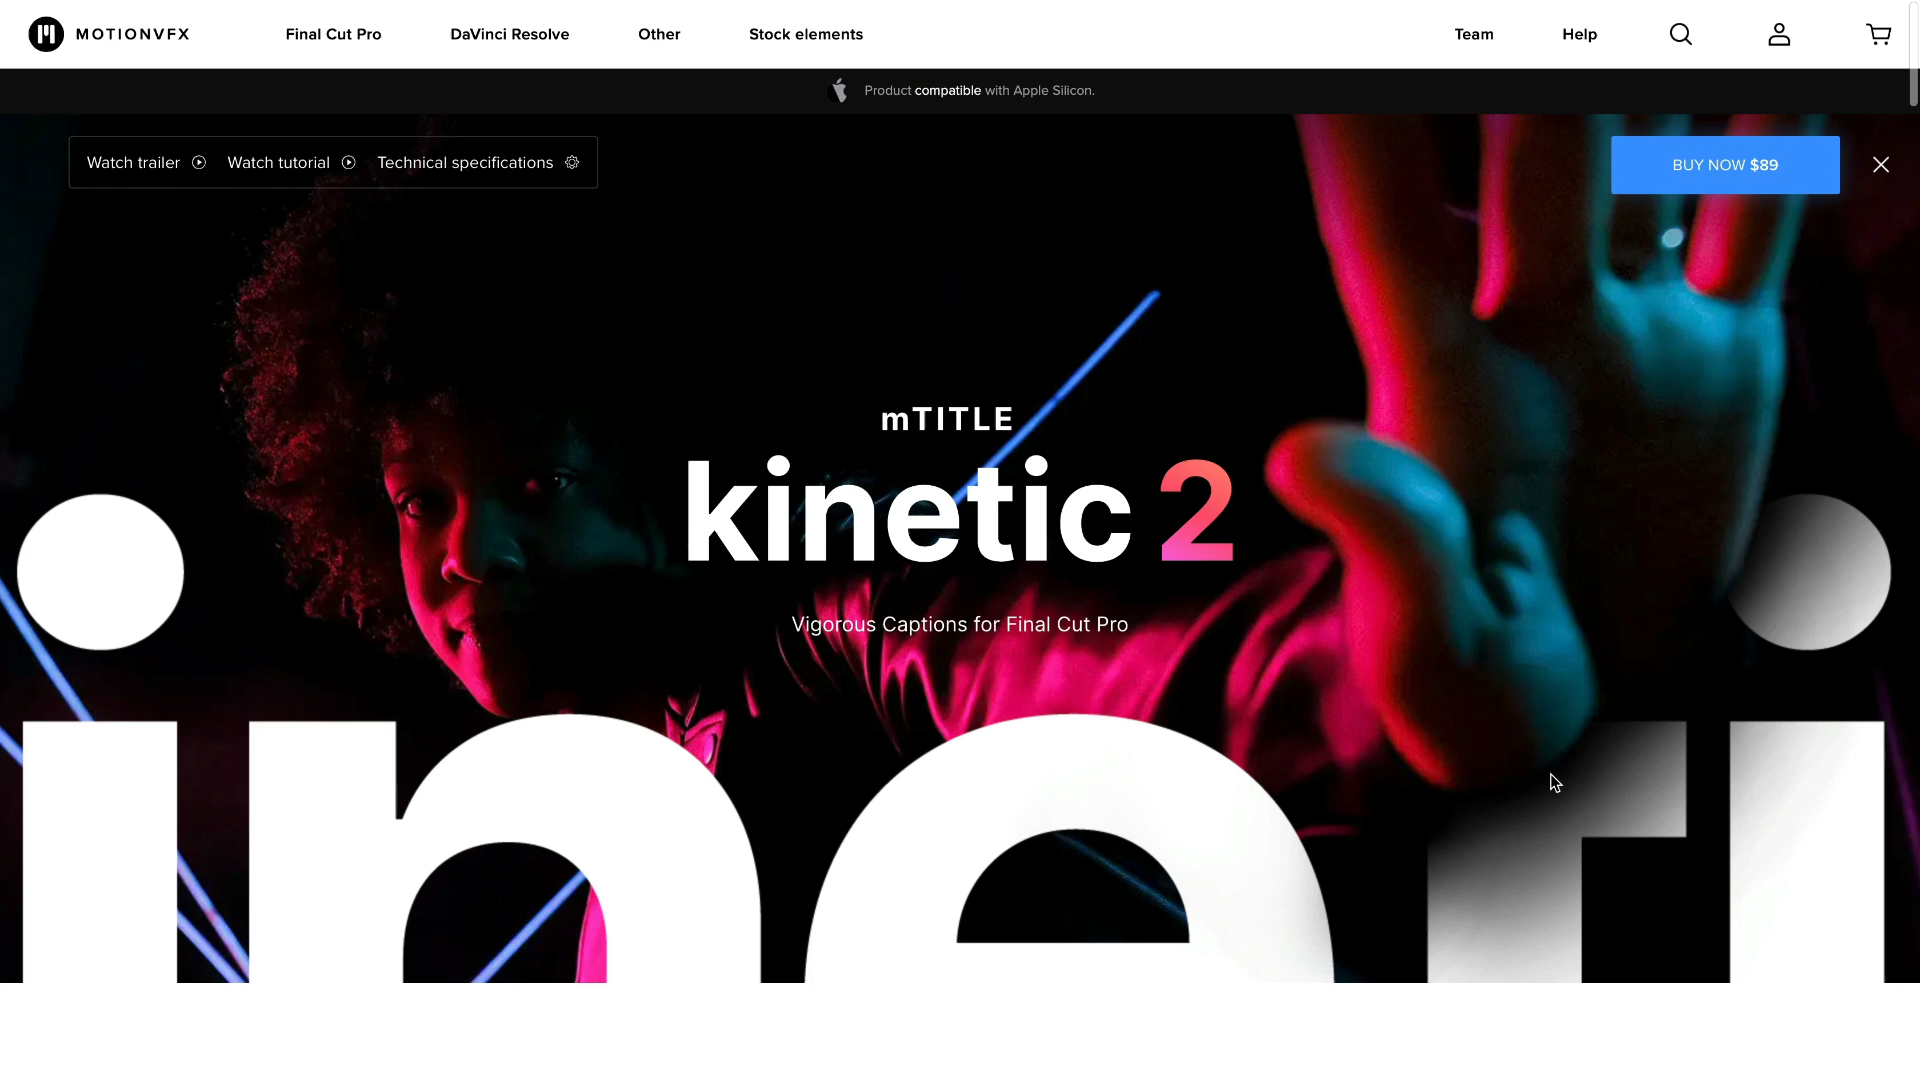 MOTIONVFX
Final Cut Pro
DaVinci Resolve
Other
Stock elements
Team
Help
Product compatible with Apple Silicon.
Watch trailer
Watch tutorial
Technical specifications
BUY NOW $89
mTITLE
kinetic 2
Vigorous Captions for Final Cut Pro
ineti